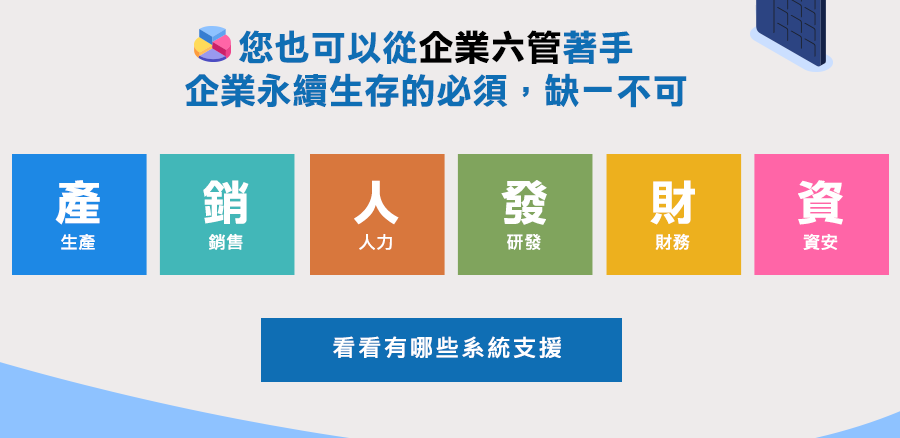 您也可以從企業六管著手
企業永續生存的必須，缺一不可
產
生產
銷
銷售
人
人力
發
研發
財
財務
資
資安
看看有哪些系統支援